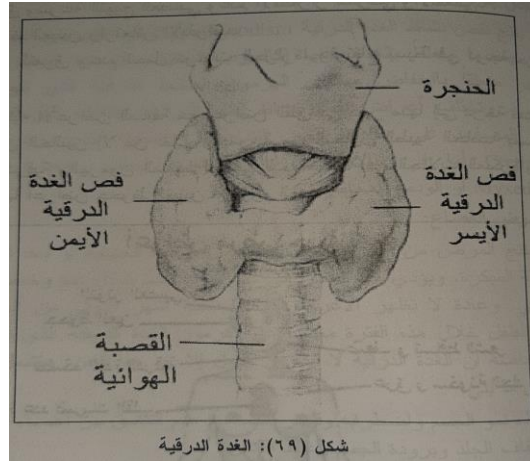 الحنجرة
فص الغدة
الدرقية
الأيسر
فص الغدة
الدرقية
الأيمن
القصبة
الهوائية
شكل (٦٩): الغدة الدرقية